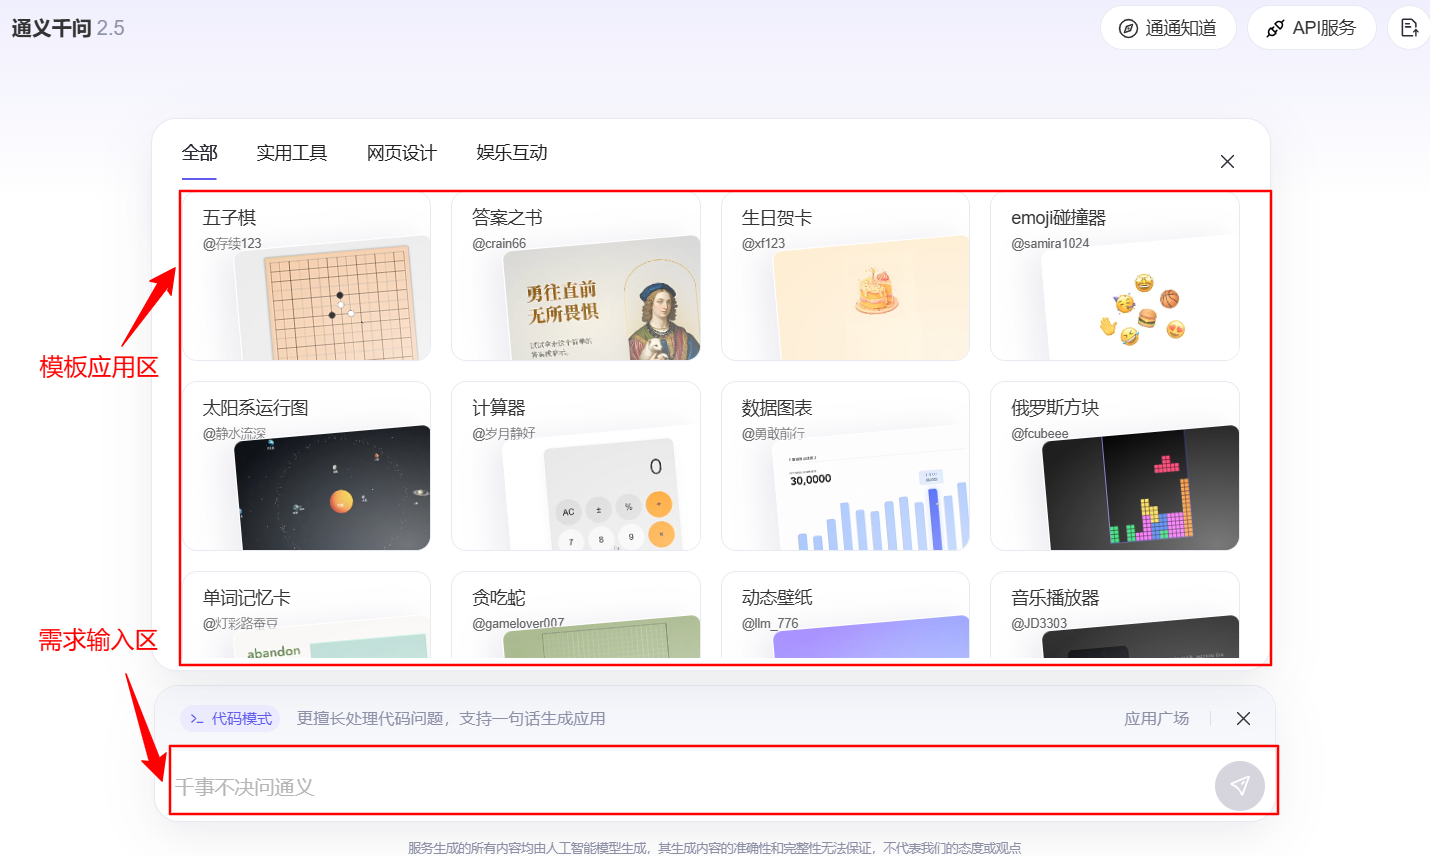 通义千问 2.5
通通知道
API服务
全部 实用工具 网页设计 娱乐互动
五子棋
@存续123
答案之书
@crain66
勇往直前
无所畏惧
生日贺卡
@xf123
emoji碰撞器
@samira1024
模板应用区
太阳系运行图
@静水流深
计算器
@岁月静好
0
AC ± %
7 8 9
数据图表
@勇敢前行
30,0000
俄罗斯方块
@fcubeee
单词记忆卡
@灯彩路蚕豆
abandon
贪吃蛇
@gamelover007
动态壁纸
@llm_776
音乐播放器
@JD3303
需求输入区
代码模式 更擅长处理代码问题，支持一句话生成应用 应用广场
千事不决问通义
服务生成的所有内容均由人工智能模型生成，其生成内容的准确性和完整性无法保证，不代表我们的态度或观点